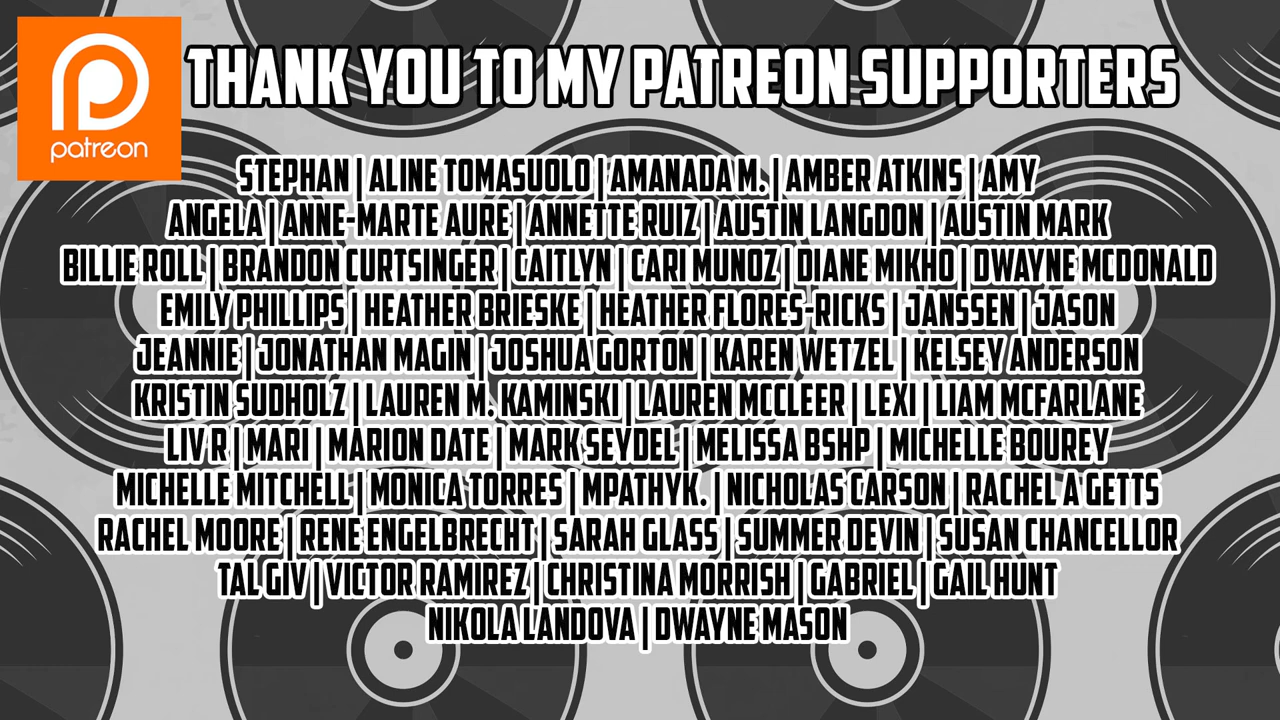 patreon
THANK YOU TO MY PATREON SUPPORTERS
STEPHAN | ALINE TOMASUOLO | AMANADA M. | AMBER ATKINS | AMY
ANGELA | ANNE-MARTE AURE | ANNETTE RUIZ | AUSTIN LANGDON | AUSTIN MARK
BILLIE ROLL | BRANDON CURTSINGER | CAITLYN | CARI MUNOZ | DIANE MIKHO | DWAYNE MCDONALD
EMILY PHILLIPS | HEATHER BRIESKE | HEATHER FLORES-RICKS | JANSSEN | JASON
JEANNIE | JONATHAN MAGIN | JOSHUA GORTON | KAREN WETZEL | KELSEY ANDERSON
KRISTIN SUDHOLZ | LAUREN M. KAMINSKI | LAUREN MCCLEER | LEXI | LIAM MCFARLANE
LIV R | MARI | MARION DATE | MARK SEYDEL | MELISSA BSHP | MICHELLE BOUREY
MICHELLE MITCHELL | MONICA TORRES | MPATHYK. | NICHOLAS CARSON | RACHEL A GETTS
RACHEL MOORE | RENE ENGELBRECHT | SARAH GLASS | SUMMER DEVIN | SUSAN CHANCELLOR
TAL GIV | VICTOR RAMIREZ | CHRISTINA MORRISH | GABRIEL | GAIL HUNT
NIKOLA LANDOVA | DWAYNE MASON